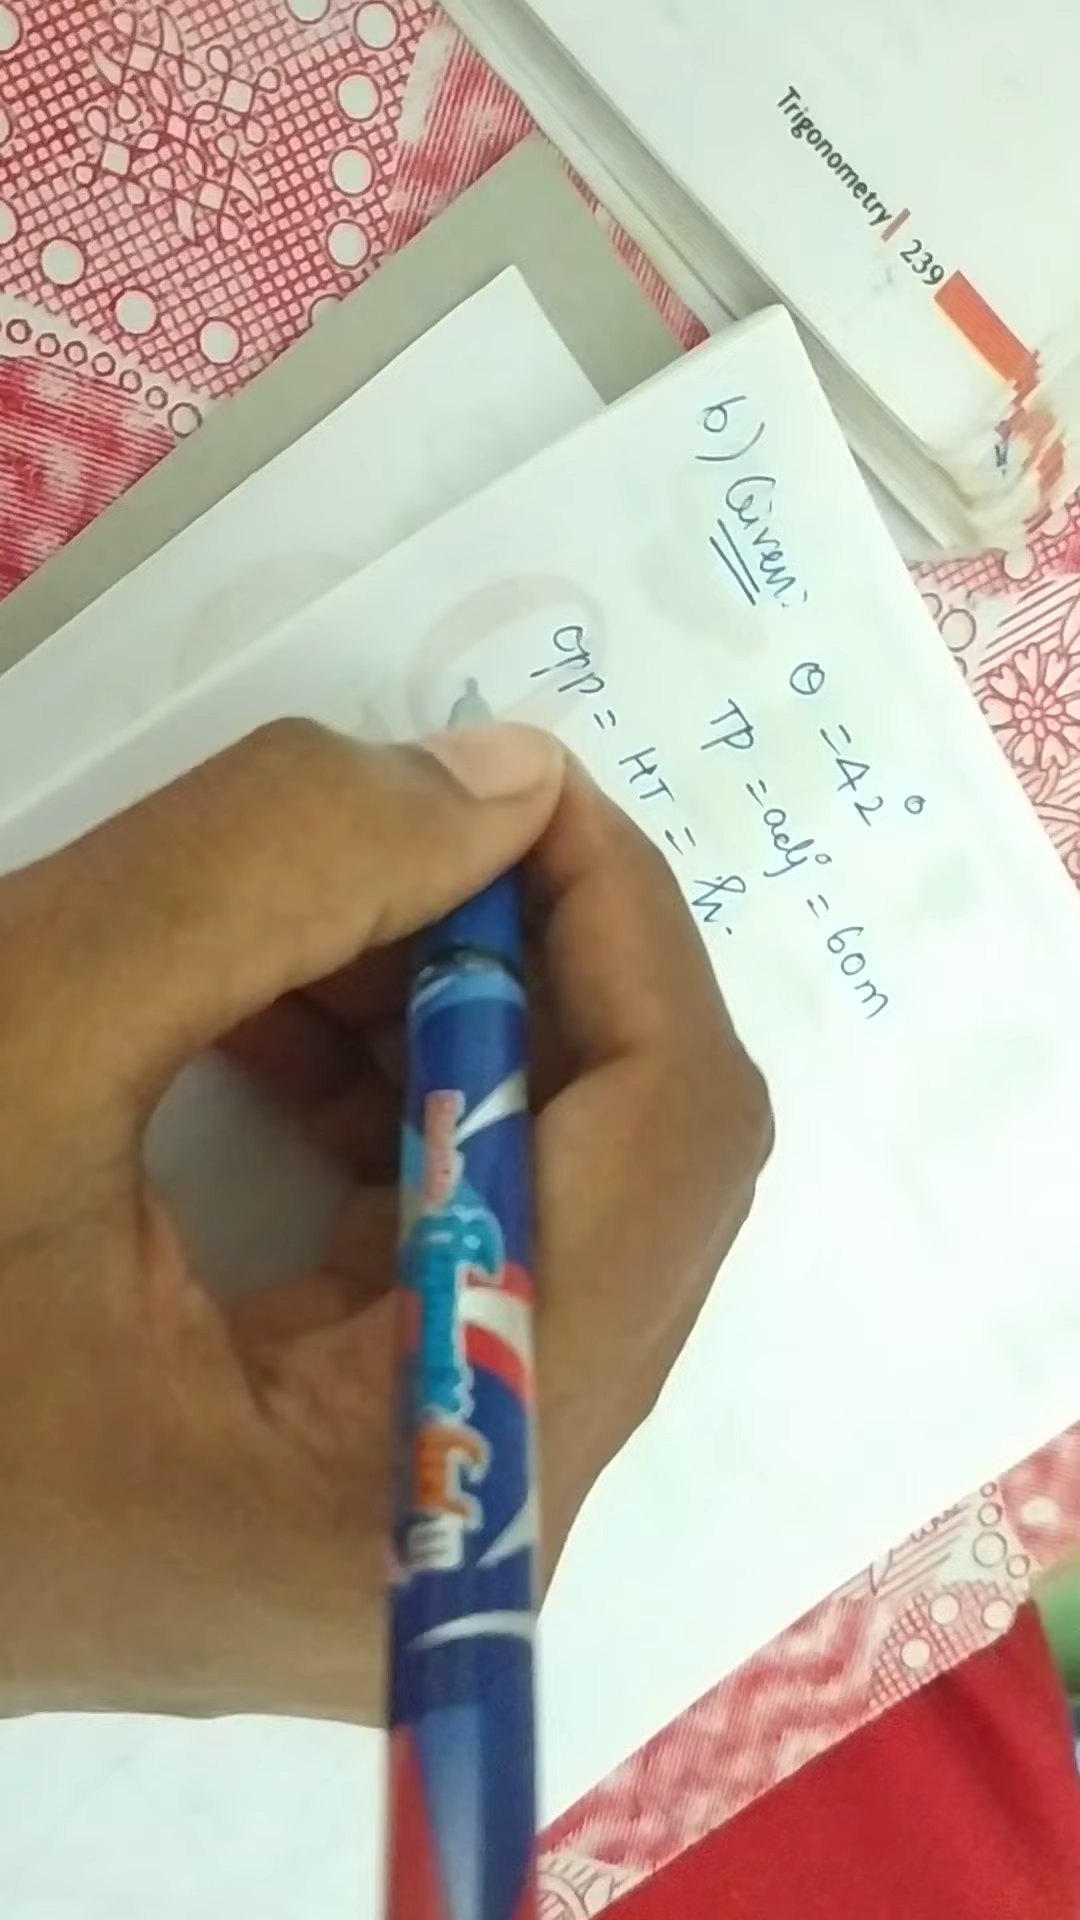 Trigonometry | 239
b) Given:
θ = 42°
TP = adj = 60m
opp = HT = h.